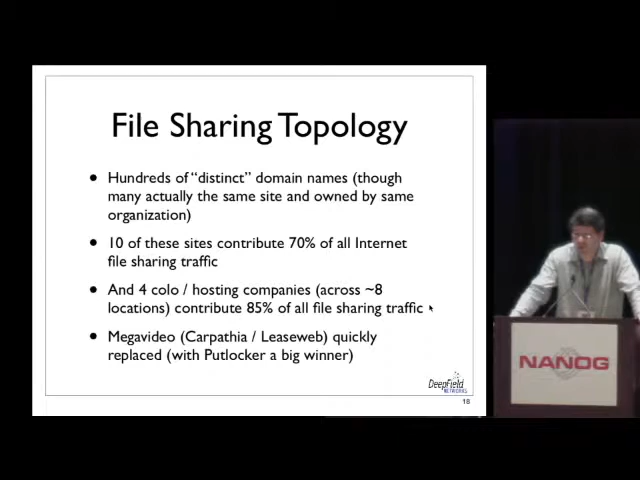 File Sharing Topology
• Hundreds of “distinct” domain names (though
many actually the same site and owned by same
organization)
• 10 of these sites contribute 70% of all Internet
file sharing traffic
• And 4 colo / hosting companies (across ~8
locations) contribute 85% of all file sharing traffic
• Megavideo (Carpathia / Leaseweb) quickly
replaced (with Putlocker a big winner)
DeepField
NETWORKS
18
NANOG